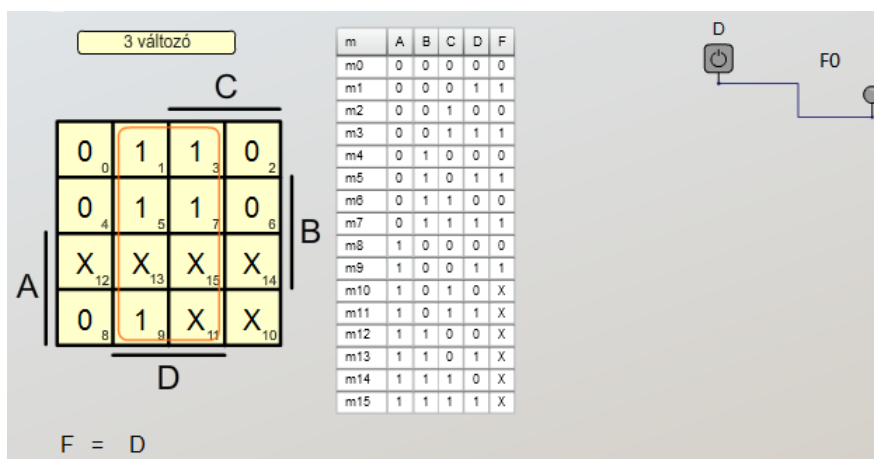 3 változó
C
0 0 1 1 1 3 0 2
0 4 1 5 1 7 0 6
B
A
X 12 X 13 X 15 X 14
0 8 1 9 X 11 X 10
D
F = D
m A B C D F
m0 0 0 0 0 0
m1 0 0 0 1 1
m2 0 0 1 0 0
m3 0 0 1 1 1
m4 0 1 0 0 0
m5 0 1 0 1 1
m6 0 1 1 0 0
m7 0 1 1 1 1
m8 1 0 0 0 0
m9 1 0 0 1 1
m10 1 0 1 0 X
m11 1 0 1 1 X
m12 1 1 0 0 X
m13 1 1 0 1 X
m14 1 1 1 0 X
m15 1 1 1 1 X
D
F0